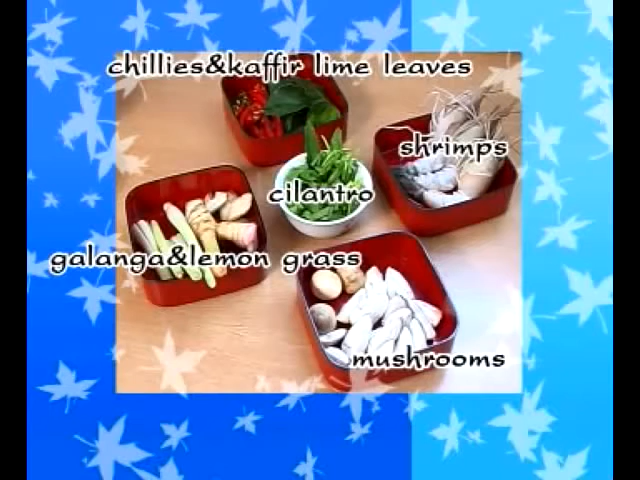 chillies&kaffir lime leaves
shrimps
cilantro
galanga&lemon grass
mushrooms